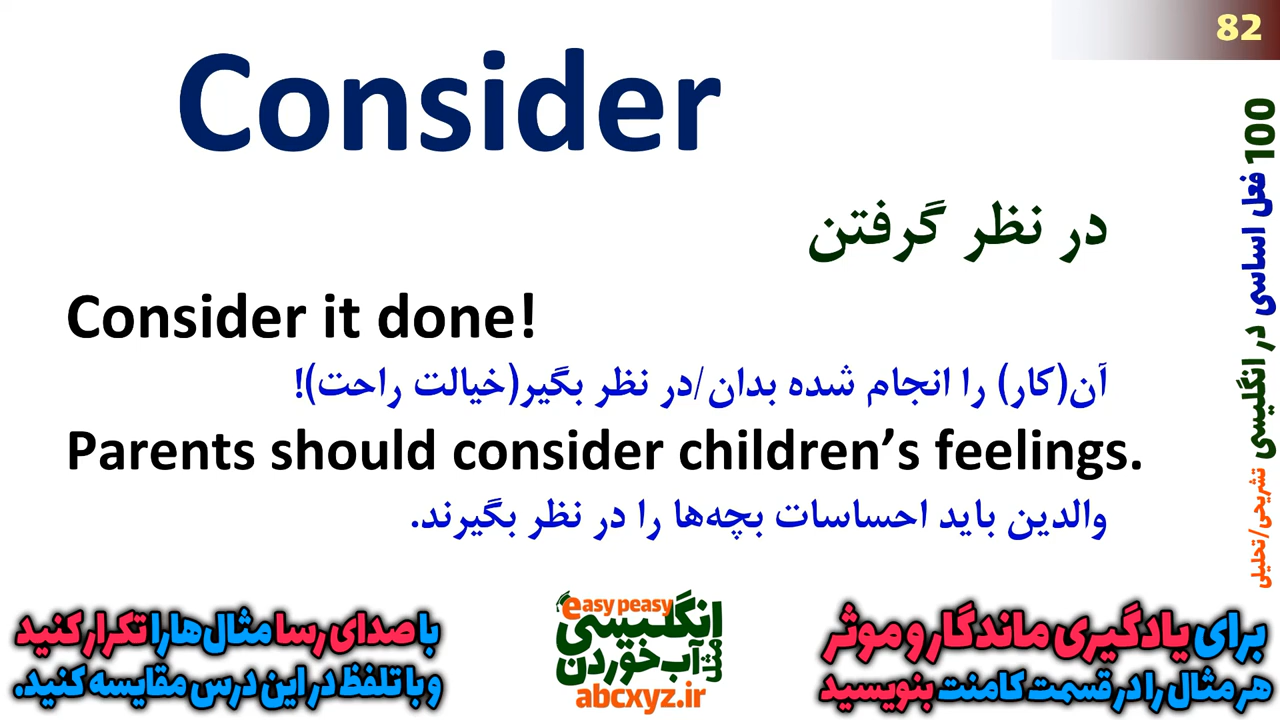 82
Consider
در نظر گرفتن
Consider it done!
آن(کار) را انجام شده بدان/در نظر بگیر(خیالت راحت)!
Parents should consider children’s feelings.
والدین باید احساسات بچه‌ها را در نظر بگیرند.
100 فعل اساسی در انگلیسی تشریحی/تحلیلی
برای یادگیری ماندگار و موثر
هر مثال را در قسمت کامنت بنویسید
easy peasy
انگلیسی
مثل
آب خوردن
abcxyz.ir
با صدای رسا مثال‌ها را تکرار کنید
و با تلفظ در این درس مقایسه کنید.